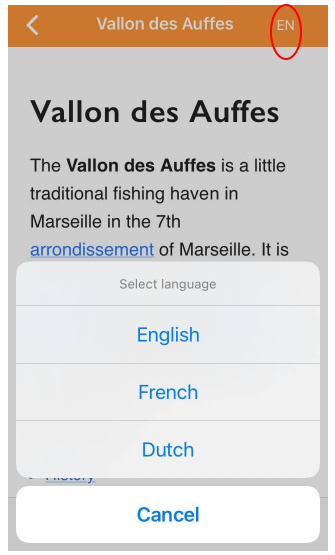 Vallon des Auffes
EN
Vallon des Auffes
The Vallon des Auffes is a little
traditional fishing haven in
Marseille in the 7th
arrondissement of Marseille. It is
Select language
English
French
Dutch
History
Cancel